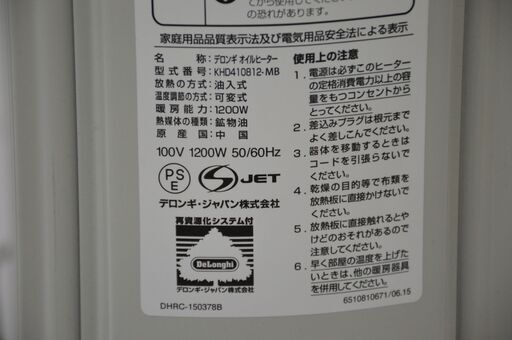 てから使用してください。
の恐れがあります。
家庭用品品質表示法及び電気用品安全法による表示
名称:デロンギ オイルヒーター
型式番号:KHD410812-MB
放熱の方式:油入式
温度調節の方式:可変式
暖房能力:1200W
熱媒体の種類:鉱物油
原産国:中国
100V 1200W 50/60Hz
PS
E
S JET
デロンギ・ジャパン株式会社
再資源化システム付
DeLonghi
デロンギ・ジャパン株式会社
DHRC-150378B
使用上の注意
1. 電源は必ずこのヒーター
の定格消費電力以上の容
量をもつコンセントから
とってください。
2. 差込みプラグは根元まで
よく差しこんでください。
3. 器体を移動するときは
コードを引張らないでく
ださい。
4. 乾燥の目的等で布類を
放熱板に直接かけないで
ください。
5. 放熱板に直接触れるとや
けどのおそれがあるので
注意してください。
6. 早く部屋の温度を上げた
いときは、他の暖房器具
を併用してください。
6510810671/06.15